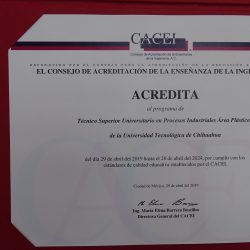 CACEI
Consejo de Acreditación de la Enseñanza
de la Ingeniería, A.C.
EL CONSEJO DE ACREDITACIÓN DE LA ENSEÑANZA DE LA ING
ACREDITA
al programa de
Técnico Superior Universitario en Procesos Industriales Área Plástico
de la Universidad Tecnológica de Chihuahua
del día 29 de abril del 2019 hasta el 28 de abril del 2024, por cumplir con los
estándares de calidad educativa establecidos por el CACEI.
Ciudad de México, 29 de abril del 2019
Ing. María Elena Barrera Bustillos
Directora General del CACEI